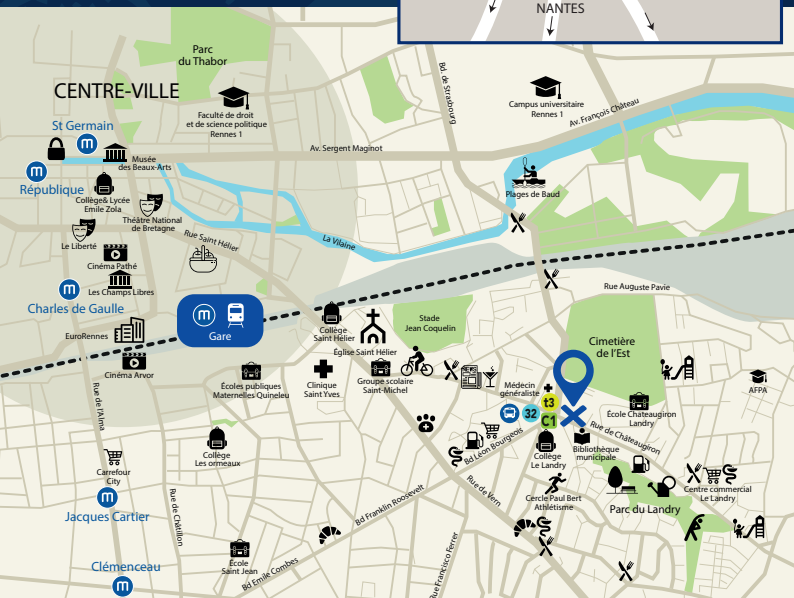 NANTES
Parc
du Thabor
CENTRE-VILLE
Bd. de Strasbourg
Faculté de droit
et de science politique
Rennes 1
Campus universitaire
Rennes 1
Av. François Château
St Germain
m
Av. Sergent Maginot
Musée
des Beaux-Arts
m
République
Collège& Lycée
Emile Zola
Plages de Baud
Théâtre National
de Bretagne
Rue Saint Hélier
La Vilaine
Le Liberté
Cinéma Pathé
Les Champs Libres
m
Charles de Gaulle
Rue Auguste Pavie
m
Gare
EuroRennes
Collège
Saint Hélier
Stade
Jean Coquelin
Cimetière
de l'Est
Église Saint Hélier
Cinéma Arvor
Écoles publiques
Maternelles Quineleu
Clinique
Saint Yves
Groupe scolaire
Saint-Michel
Médecin
généraliste
t3
32
C1
AFPA
École Chateaugiron
Landry
Rue de l'Alma
Rue de Châteaugiron
Bd Léon Bourgeois
Collège
Les ormeaux
Collège
Le Landry
Bibliothèque
municipale
Carrefour
City
m
Jacques Cartier
Rue de Châtillon
Bd Franklin Roosevelt
Rue de Vern
Cercle Paul Bert
Athlétisme
Parc du Landry
Centre commercial
Le Landry
École
Saint Jean
Bd Emile Combes
Rue Francisco Ferrer
Clémenceau
m